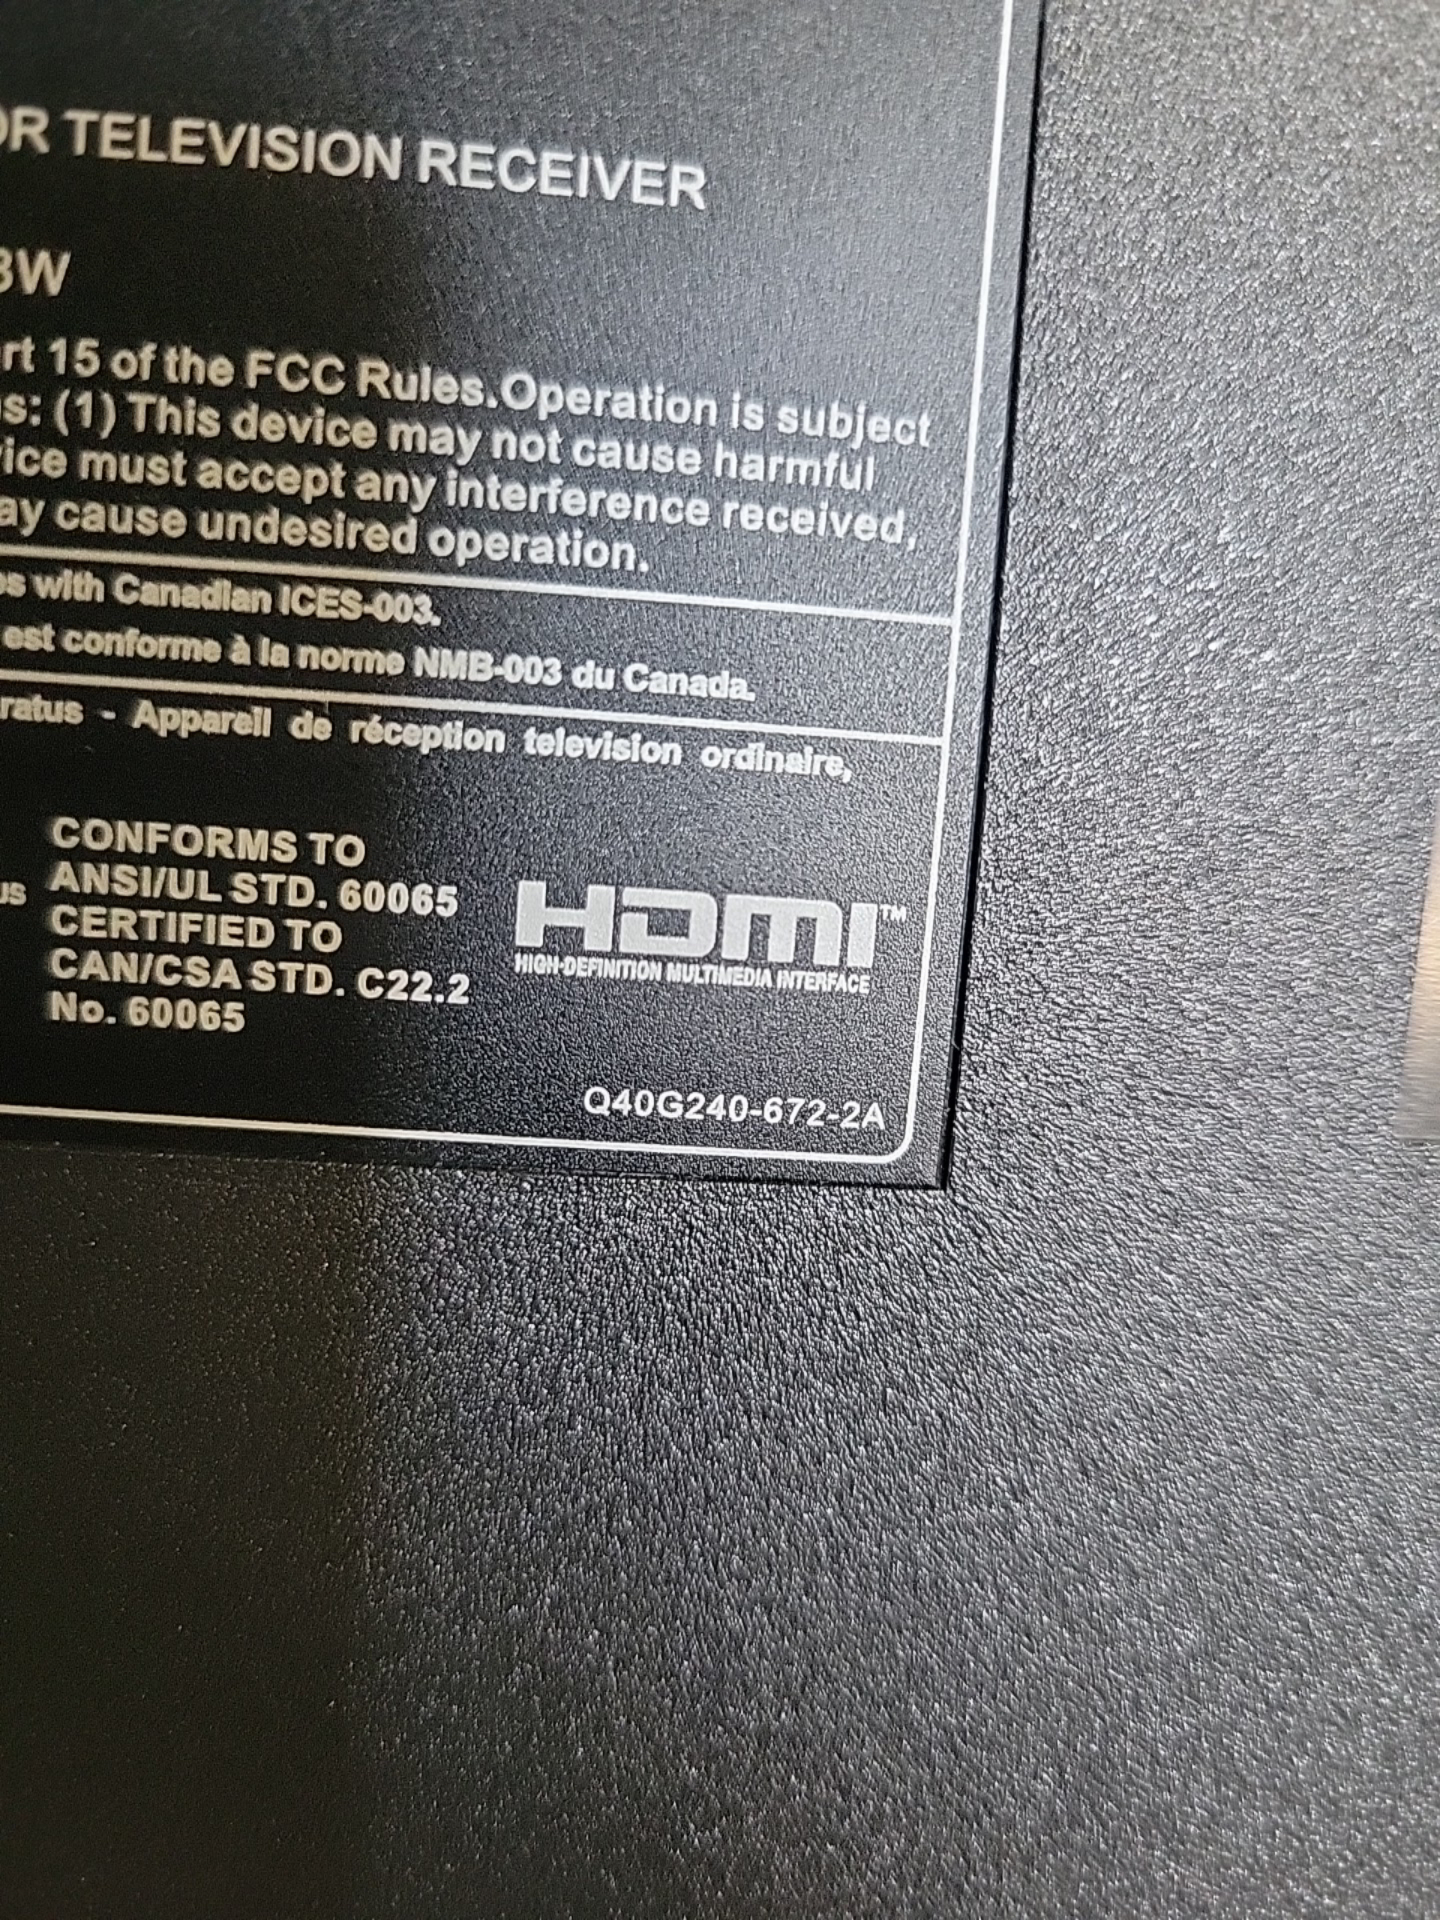 OR TELEVISION RECEIVER
3W
rt 15 of the FCC Rules.Operation is subject
s: (1) This device may not cause harmful
ice must accept any interference received,
ay cause undesired operation.
es with Canadian ICES-003.
est conforme à la norme NMB-003 du Canada.
ratus - Appareil de réception television ordinaire,
CONFORMS TO
us ANSI/UL STD. 60065
CERTIFIED TO
CAN/CSA STD. C22.2
No. 60065
HDMI™
HIGH-DEFINITION MULTIMEDIA INTERFACE
Q40G240-672-2A